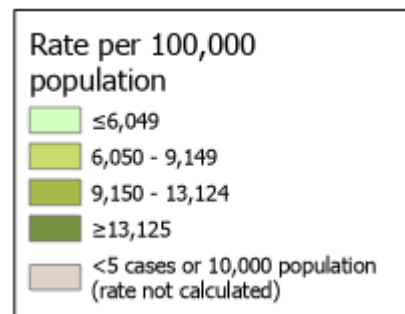 Rate per 100,000
population
≤6,049
6,050 - 9,149
9,150 - 13,124
≥13,125
<5 cases or 10,000 population
(rate not calculated)